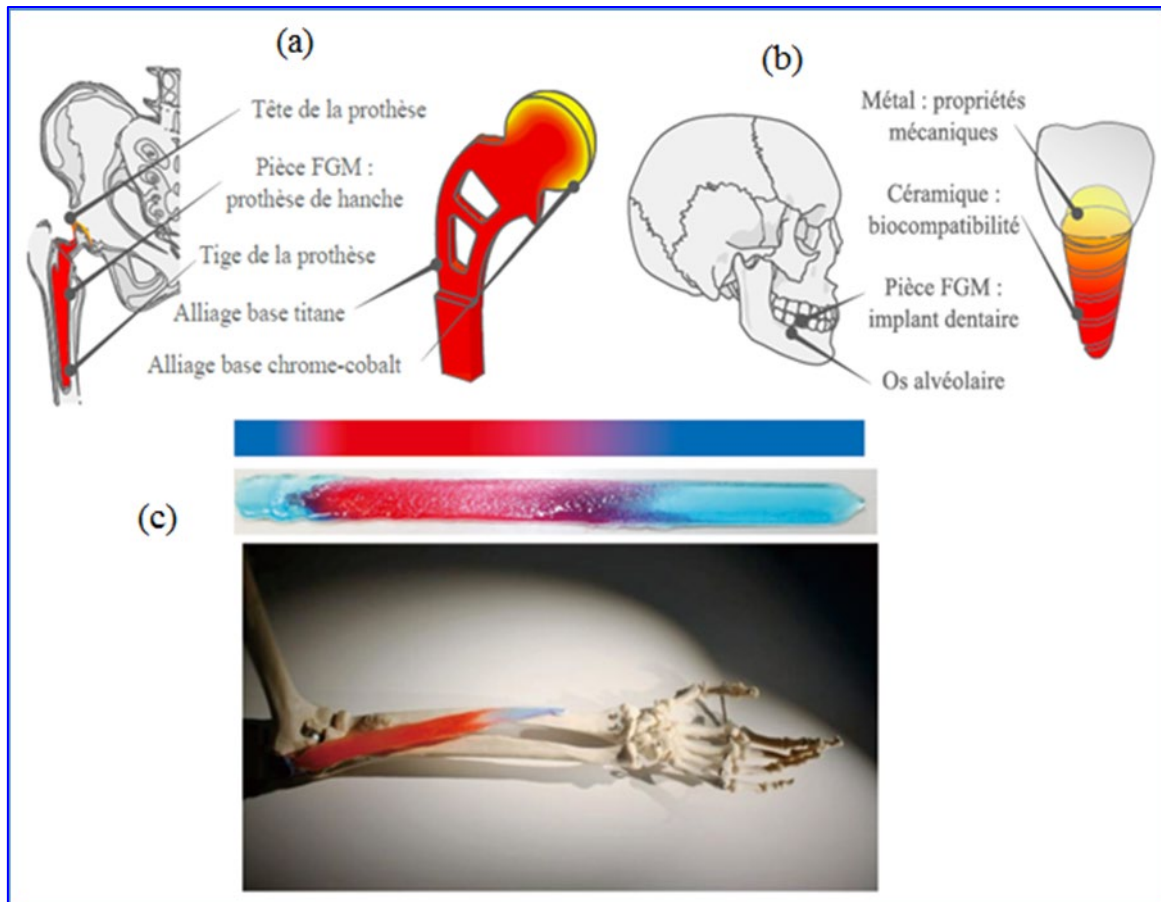 (a)
Tête de la prothèse
Pièce FGM :
prothèse de hanche
Tige de la prothèse
Alliage base titane
Alliage base chrome-cobalt
(b)
Métal : propriétés
mécaniques
Céramique :
biocompatibilité
Pièce FGM :
implant dentaire
Os alvéolaire
(c)